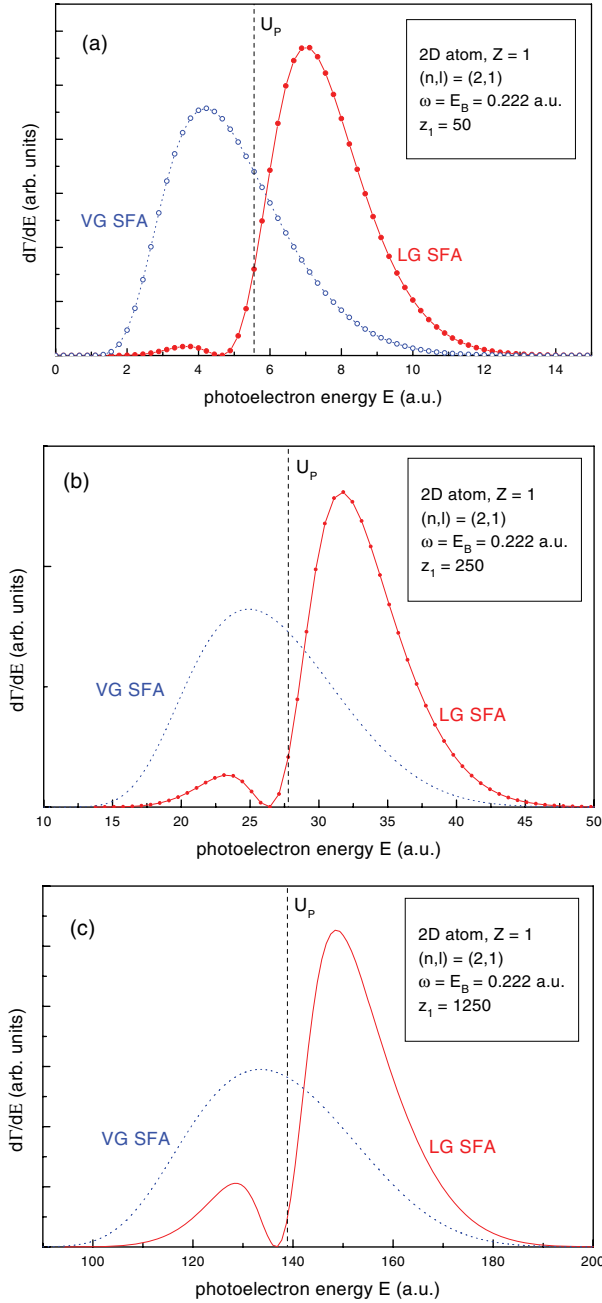 (a)
U_P
2D atom, Z = 1
(n,l) = (2,1)
ω = E_B = 0.222 a.u.
z_1 = 50
VG SFA
LG SFA
dΓ/dE (arb. units)
0 2 4 6 8 10 12 14
photoelectron energy E (a.u.)
(b)
U_P
2D atom, Z = 1
(n,l) = (2,1)
ω = E_B = 0.222 a.u.
z_1 = 250
VG SFA
LG SFA
dΓ/dE (arb. units)
10 15 20 25 30 35 40 45 50
photoelectron energy E (a.u.)
(c)
U_P
2D atom, Z = 1
(n,l) = (2,1)
ω = E_B = 0.222 a.u.
z_1 = 1250
VG SFA
LG SFA
dΓ/dE (arb. units)
100 120 140 160 180 200
photoelectron energy E (a.u.)